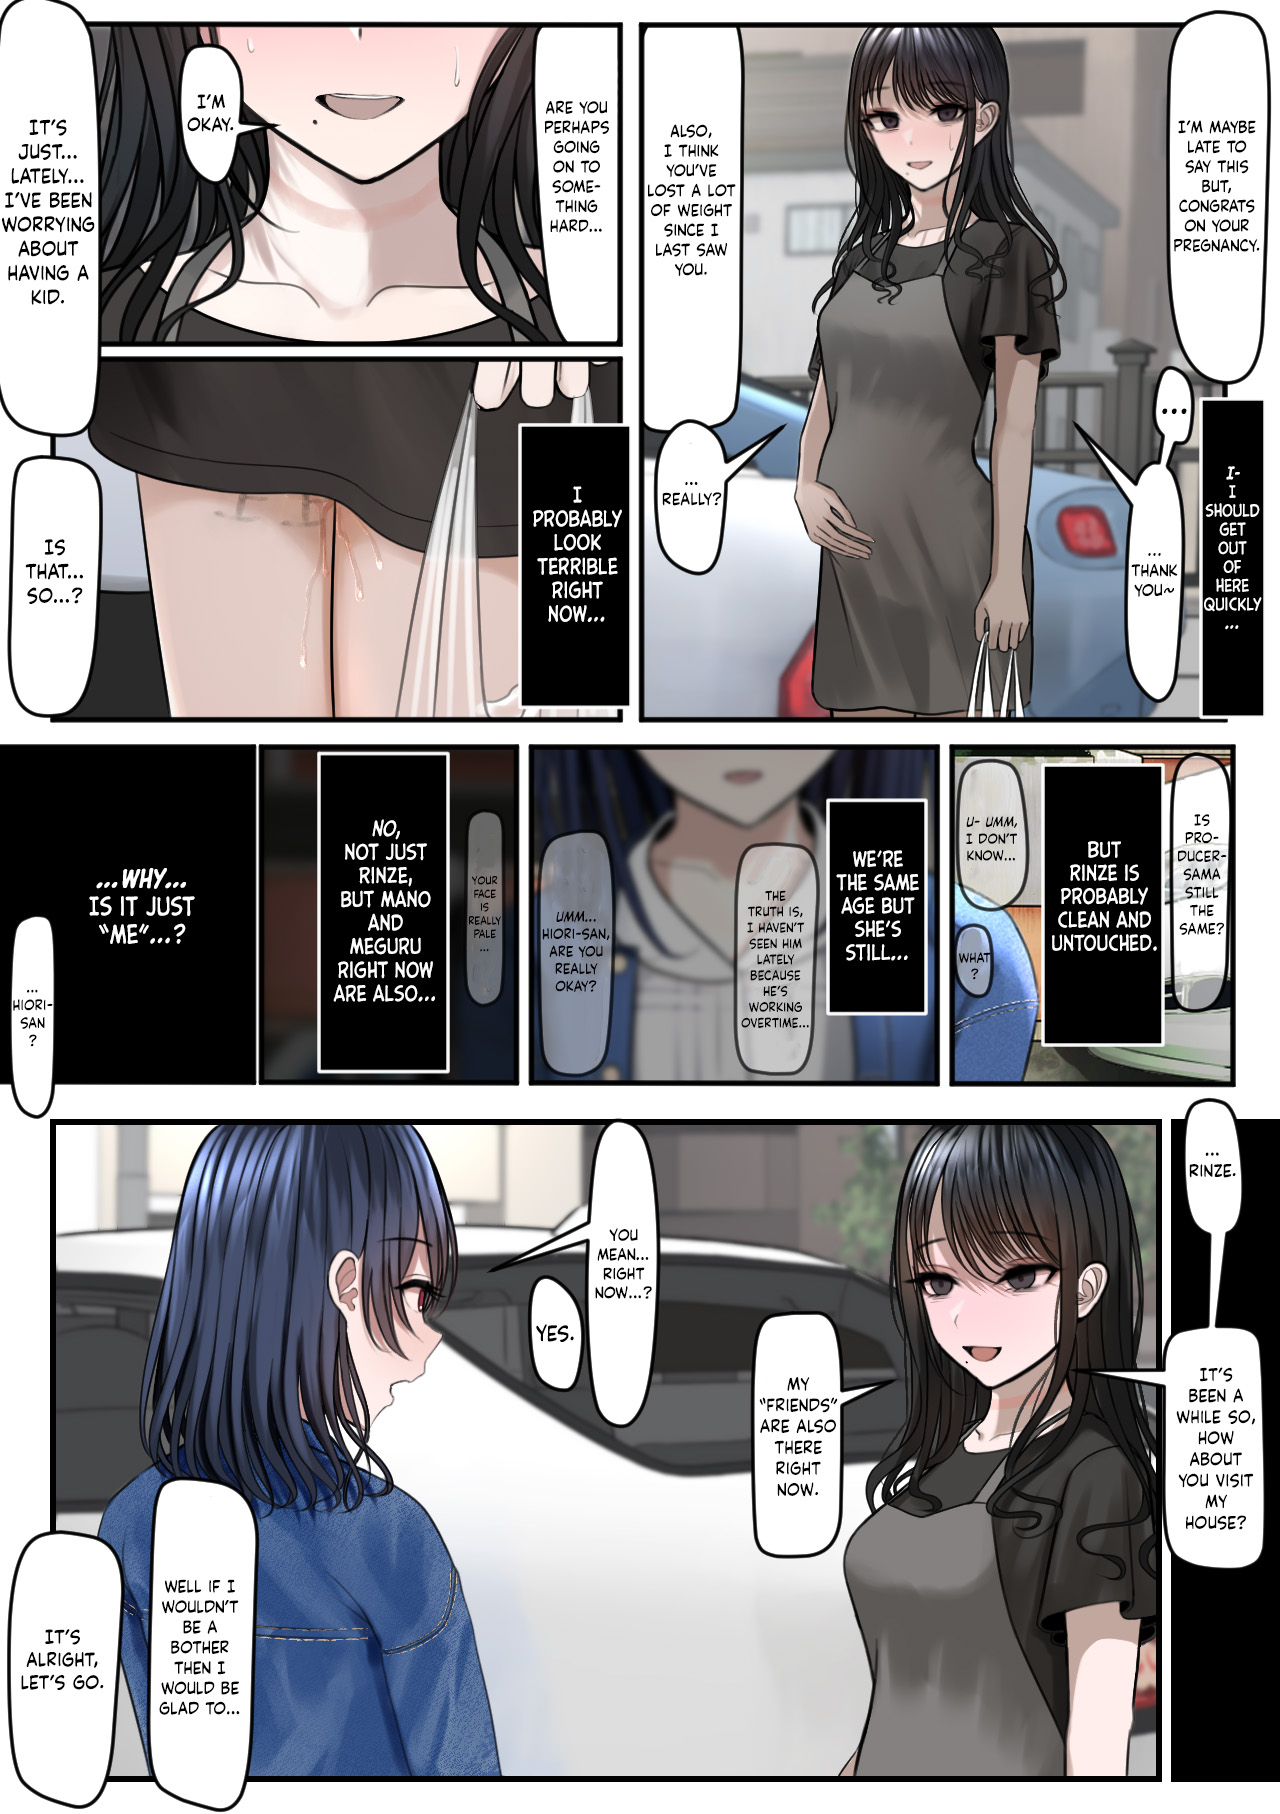 I'M MAYBE
LATE TO
SAY THIS
BUT,
CONGRATS
ON YOUR
PREGNANCY.
...
...
THANK
YOU~
I-
I
SHOULD
GET
OUT
OF
HERE
QUICKLY
...
ALSO,
I THINK
YOU'VE
LOST A LOT
OF WEIGHT
SINCE I
LAST SAW
YOU.
...
REALLY?
ARE YOU
PERHAPS
GOING
ON TO
SOME-
THING
HARD...
I'M
OKAY.
IT'S
JUST...
LATELY...
I'VE BEEN
WORRYING
ABOUT
HAVING A
KID.
I
PROBABLY
LOOK
TERRIBLE
RIGHT
NOW...
IS
THAT...
SO...?
IS
PRO-
DUCER-
SAMA
STILL
THE
SAME?
BUT
RINZE IS
PROBABLY
CLEAN AND
UNTOUCHED.
U- UMM,
I DON'T
KNOW...
WHAT
?
WE'RE
THE SAME
AGE BUT
SHE'S
STILL...
THE
TRUTH IS,
I HAVEN'T
SEEN HIM
LATELY
BECAUSE
HE'S
WORKING
OVERTIME...
UMM...
HIORI-SAN,
ARE YOU
REALLY
OKAY?
YOUR
FACE
IS
REALLY
PALE
...
NO,
NOT JUST
RINZE,
BUT MANO
AND
MEGURU
RIGHT NOW
ARE ALSO...
...WHY...
IS IT JUST
"ME"...?
...
HIORI-
SAN
?
...
RINZE.
IT'S
BEEN A
WHILE SO,
HOW
ABOUT
YOU VISIT
MY
HOUSE?
MY
"FRIENDS"
ARE ALSO
THERE
RIGHT
NOW.
YOU
MEAN...
RIGHT
NOW...?
YES.
WELL IF I
WOULDN'T
BE A
BOTHER
THEN I
WOULD BE
GLAD TO...
IT'S
ALRIGHT,
LET'S GO.